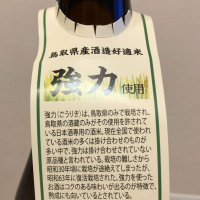 鳥取県産酒造好適米
強力
使用
強力(ごうりき)は、鳥取県のみで栽培され、
鳥取県の酒蔵のみがその使用を許されて
いる日本酒専用の酒米。現在全国で使われて
いる酒米の多くは掛け合わせのものが
多い中で、強力は掛け合わせされていない
原品種と言われている。栽培の難しさから
昭和30年頃に栽培が途絶えてしまったが、
昭和63年に復活栽培された。強力を使った
お酒はコクのある味わいが出るのが特徴で、
熟成にも向いているとされている。